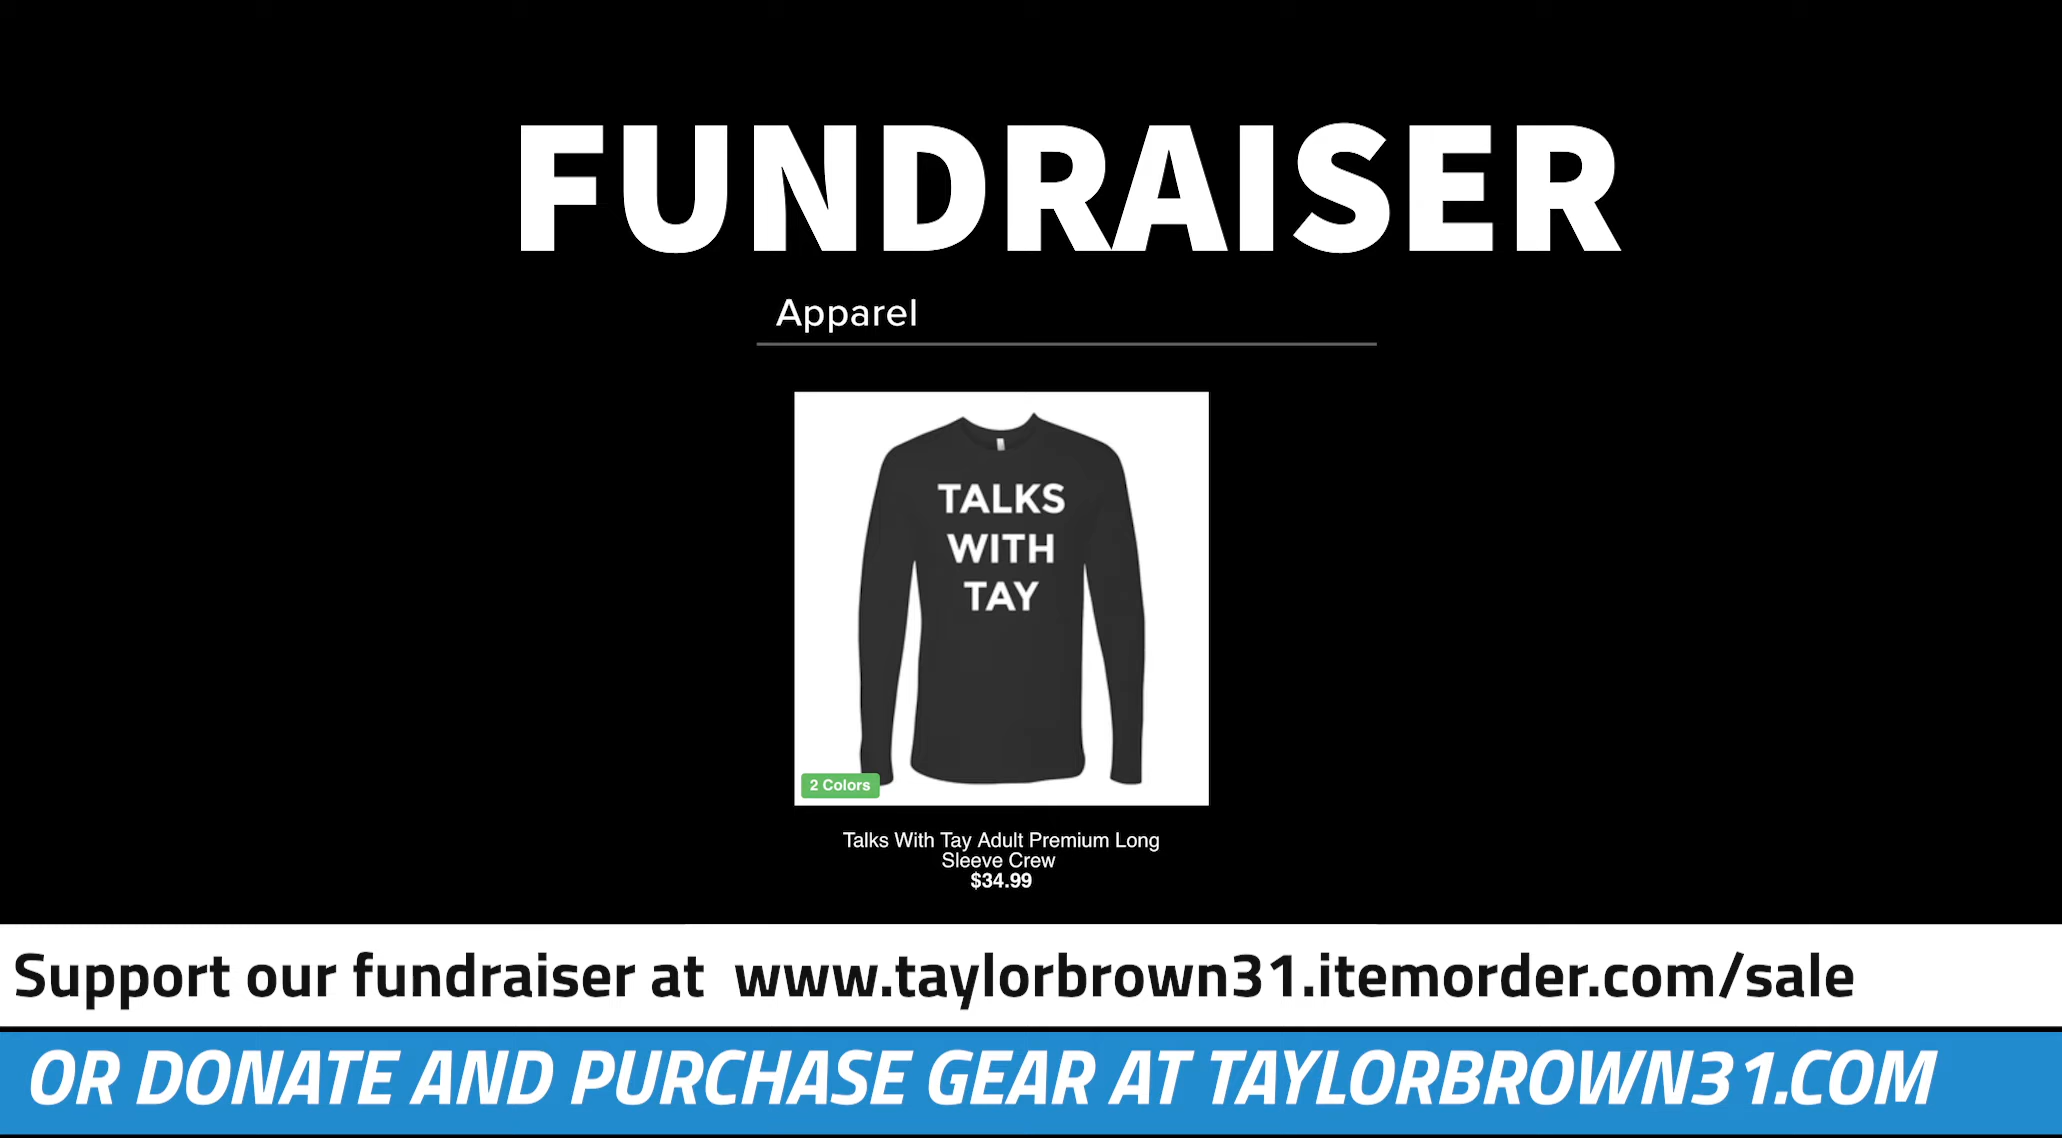 FUNDRAISER
Apparel
TALKS
WITH
TAY
2 Colors
Talks With Tay Adult Premium Long
Sleeve Crew
$34.99
Support our fundraiser at www.taylorbrown31.itemorder.com/sale
OR DONATE AND PURCHASE GEAR AT TAYLORBROWN31.COM